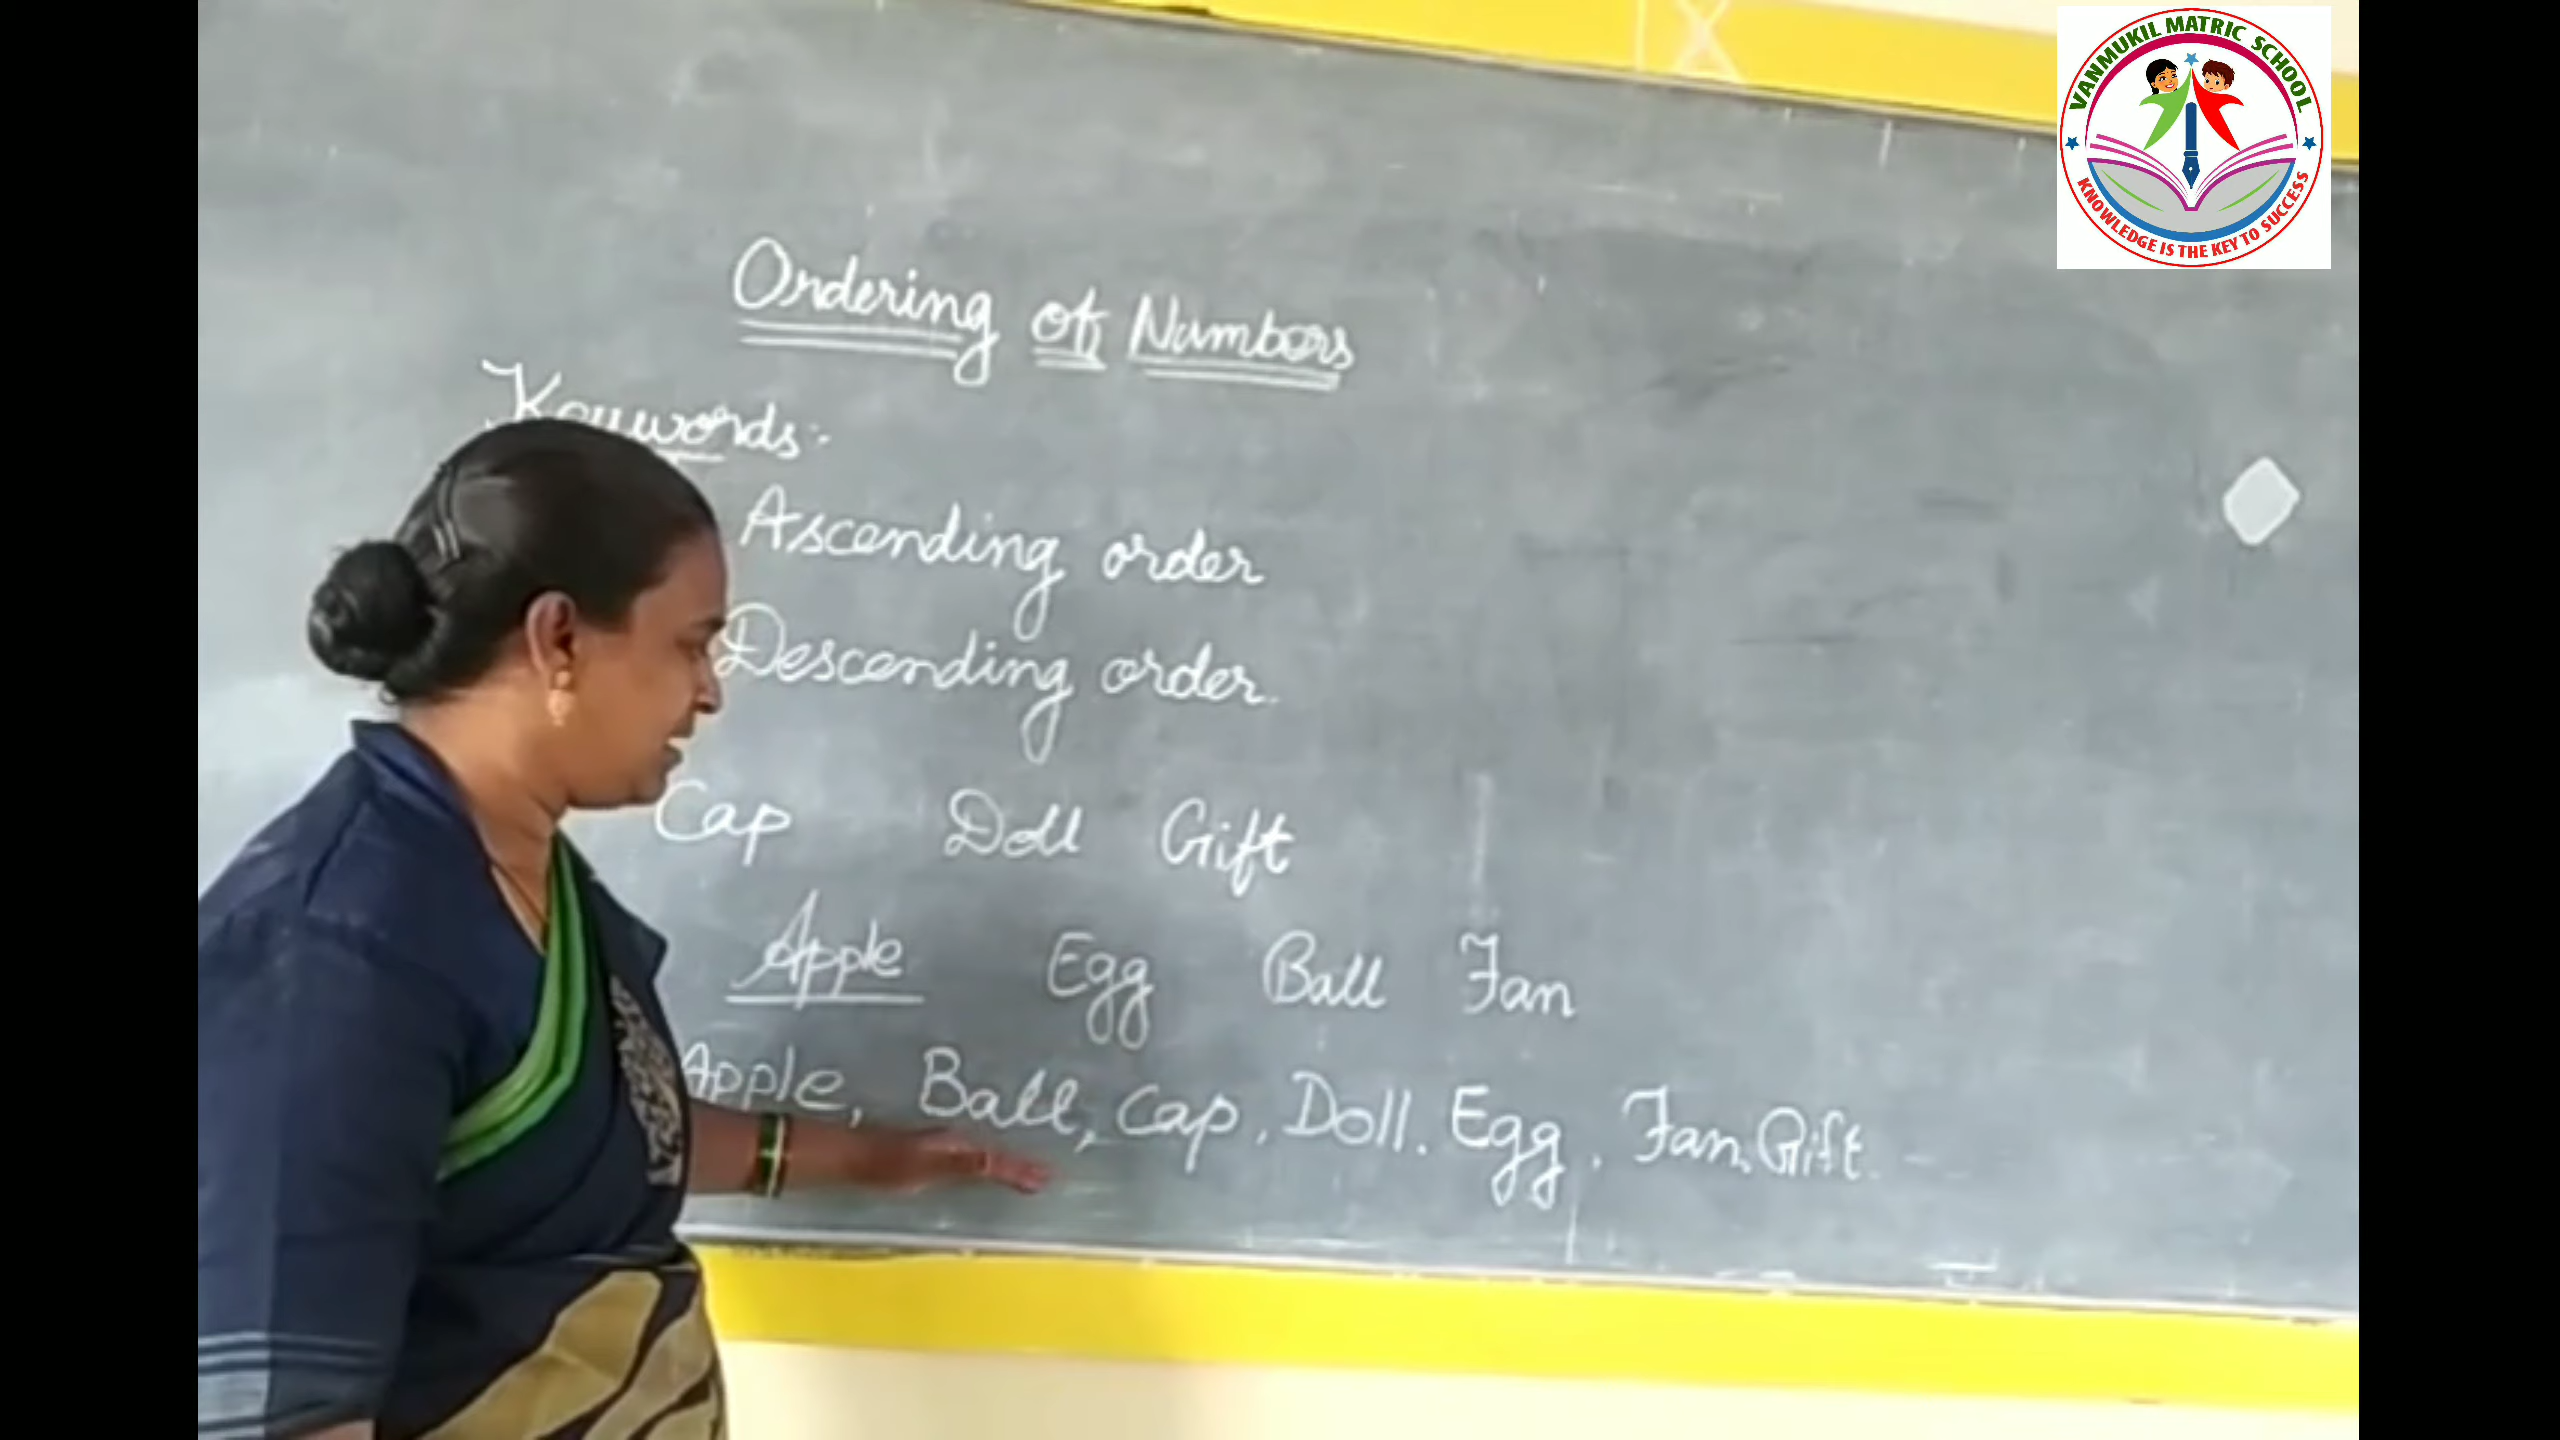 VANMUKIL MATRIC SCHOOL
KNOWLEDGE IS THE KEY TO SUCCESS
Ordering of Numbers
Keywords:-
Ascending order
Descending order.
Cap Doll Gift
Apple Egg Ball Fan
Apple, Ball, Cap, Doll. Egg, Fan, Gift.